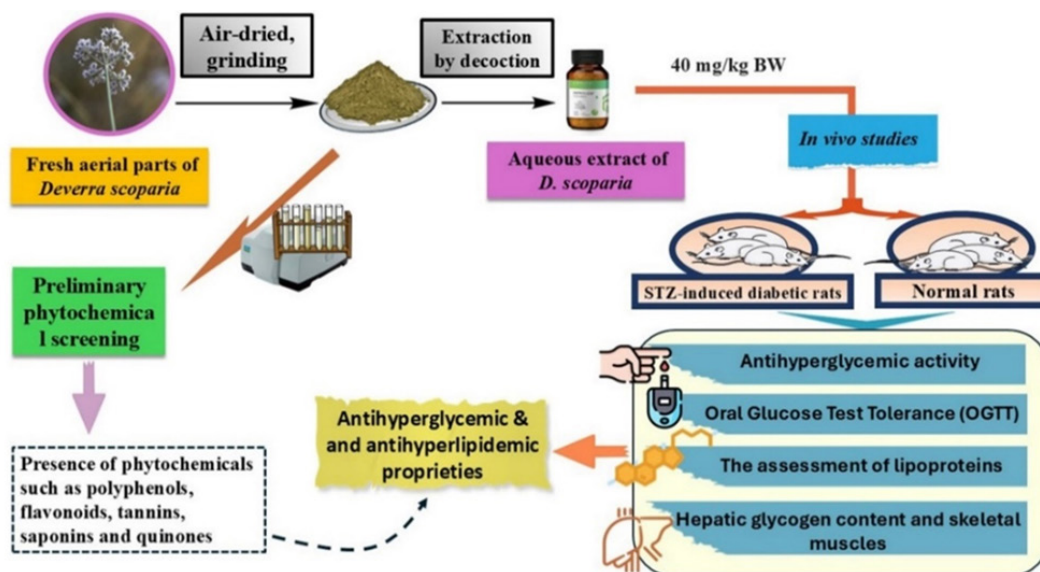 Air-dried,
grinding
Extraction
by decoction
40 mg/kg BW
In vivo studies
Fresh aerial parts of
Deverra scoparia
Aqueous extract of
D. scoparia
STZ-induced diabetic rats
Normal rats
Preliminary
phytochemica
l screening
Antihyperglycemic activity
Oral Glucose Test Tolerance (OGTT)
The assessment of lipoproteins
Hepatic glycogen content and skeletal
muscles
Antihyperglycemic &
and antihyperlipidemic
proprieties
Presence of phytochemicals
such as polyphenols,
flavonoids, tannins,
saponins and quinones